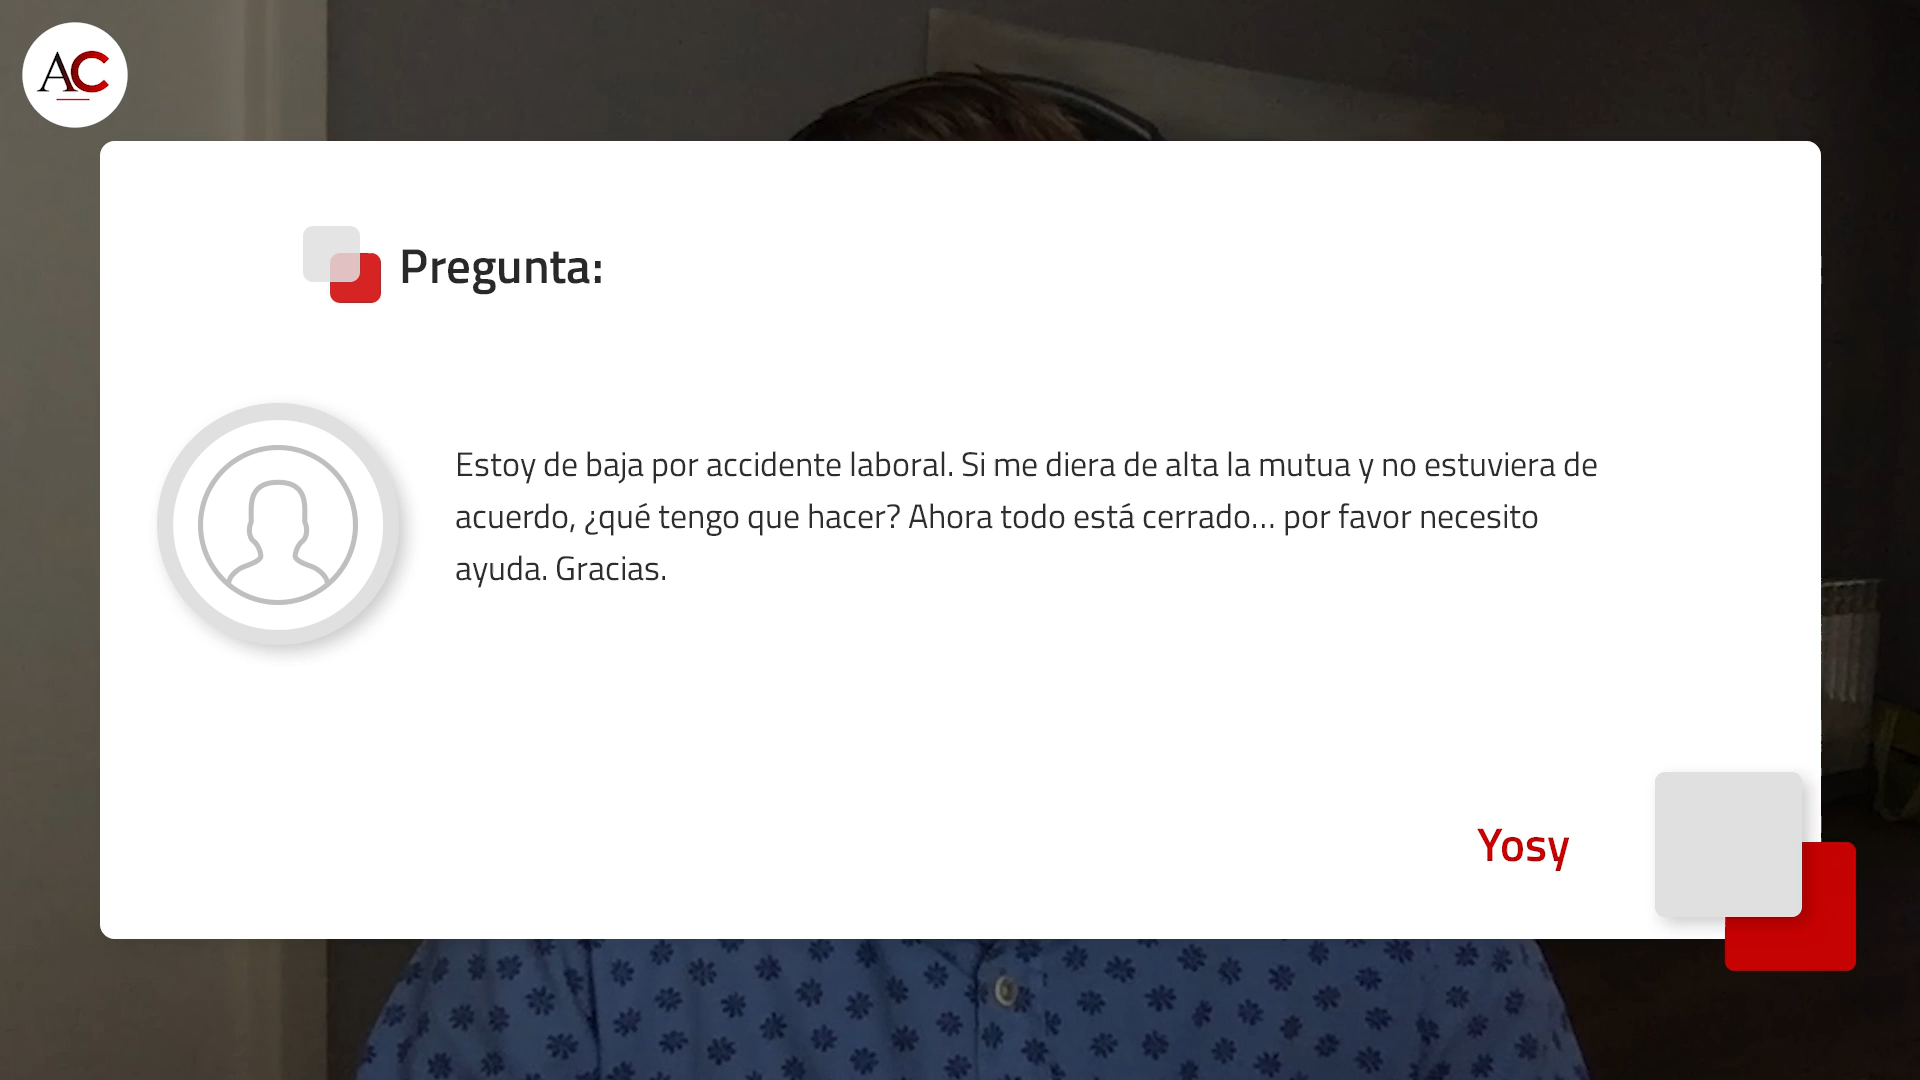 AC
Pregunta:
Estoy de baja por accidente laboral. Si me diera de alta la mutua y no estuviera de
acuerdo, ¿qué tengo que hacer? Ahora todo está cerrado... por favor necesito
ayuda. Gracias.
Yosy